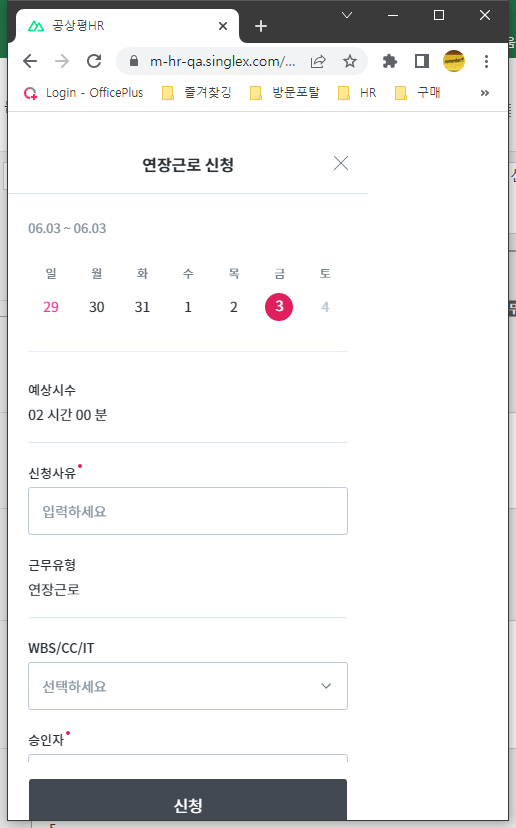 공상평HR
m-hr-qa.singlex.com/...
Login - OfficePlus 즐겨찾깅 방문포탈 HR 구매
연장근로 신청
06.03 ~ 06.03
일 월 화 수 목 금 토
29 30 31 1 2 3 4
예상시수
02 시간 00 분
신청사유
입력하세요
근무유형
연장근로
WBS/CC/IT
선택하세요
승인자
신청